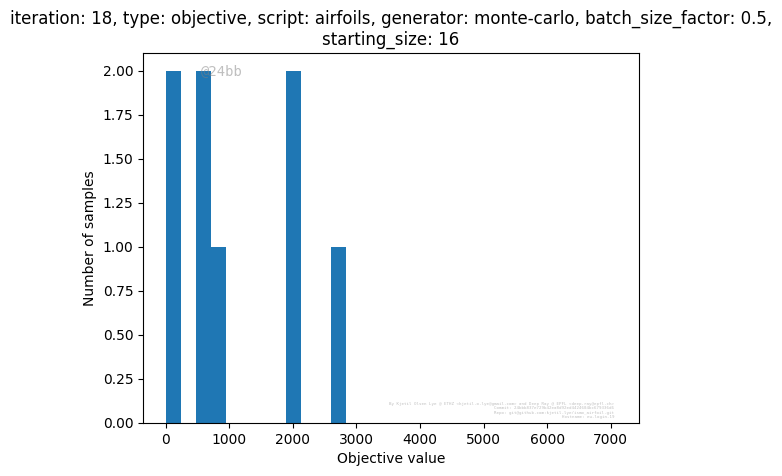 iteration: 18, type: objective, script: airfoils, generator: monte-carlo, batch_size_factor: 0.5,
starting_size: 16
@24bb
2.00
1.75
1.50
1.25
1.00
0.75
0.50
0.25
0.00
Number of samples
0 1000 2000 3000 4000 5000 6000 7000
Objective value